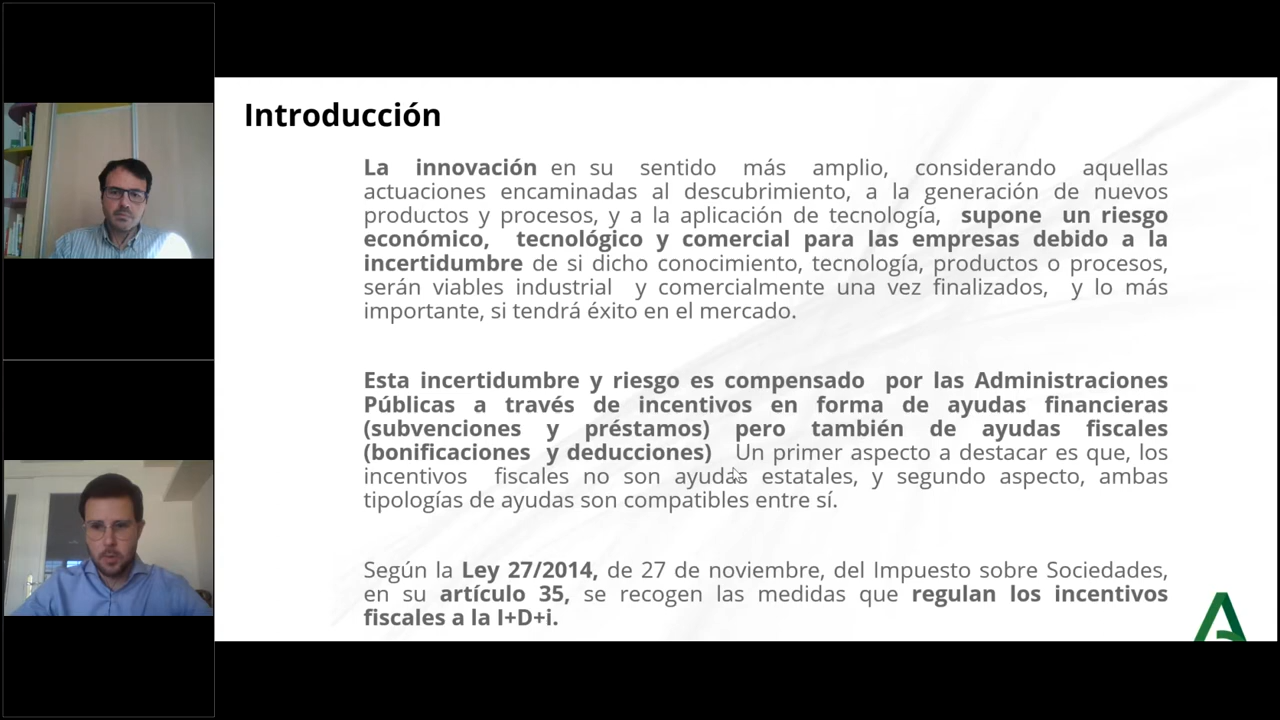 Introducción
La innovación en su sentido más amplio, considerando aquellas
actuaciones encaminadas al descubrimiento, a la generación de nuevos
productos y procesos, y a la aplicación de tecnología, supone un riesgo
económico, tecnológico y comercial para las empresas debido a la
incertidumbre de si dicho conocimiento, tecnología, productos o procesos,
serán viables industrial y comercialmente una vez finalizados, y lo más
importante, si tendrá éxito en el mercado.
Esta incertidumbre y riesgo es compensado por las Administraciones
Públicas a través de incentivos en forma de ayudas financieras
(subvenciones y préstamos) pero también de ayudas fiscales
(bonificaciones y deducciones) Un primer aspecto a destacar es que, los
incentivos fiscales no son ayudas estatales, y segundo aspecto, ambas
tipologías de ayudas son compatibles entre sí.
Según la Ley 27/2014, de 27 de noviembre, del Impuesto sobre Sociedades,
en su artículo 35, se recogen las medidas que regulan los incentivos
fiscales a la I+D+i.